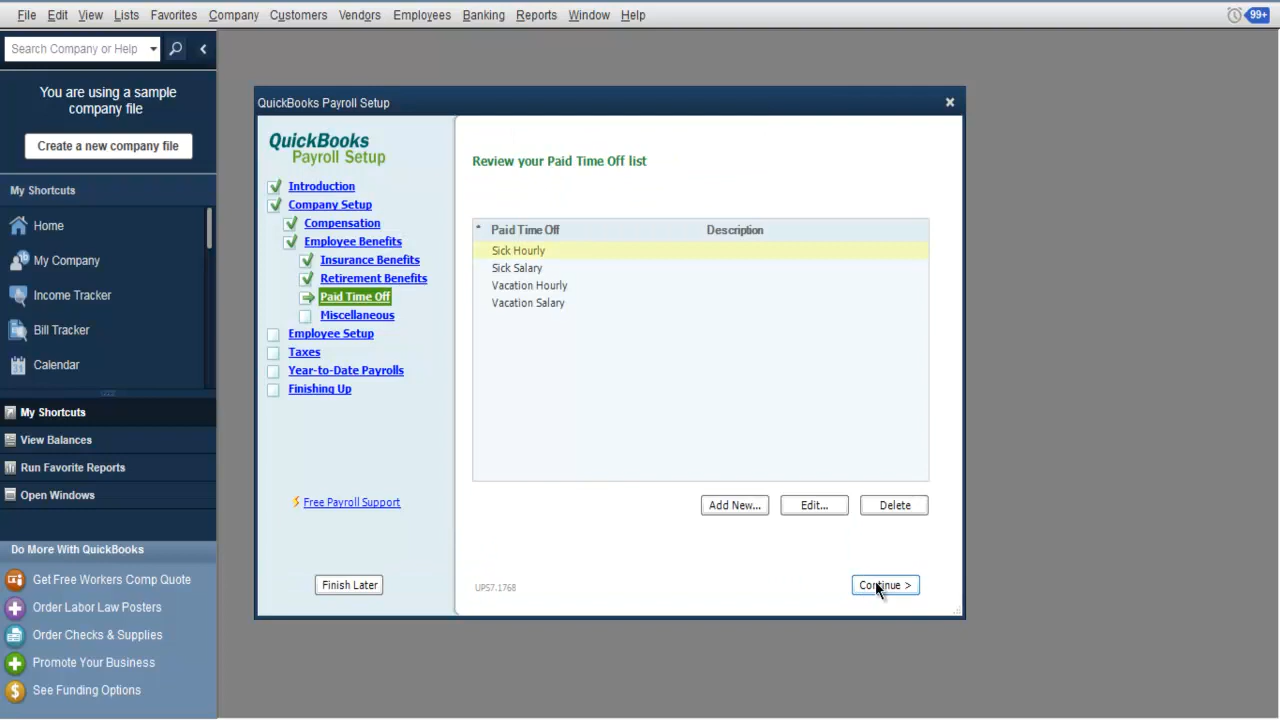 File Edit View Lists Favorites Company Customers Vendors Employees Banking Reports Window Help
99+
Search Company or Help
You are using a sample
company file
Create a new company file
My Shortcuts
Home
My Company
Income Tracker
Bill Tracker
Calendar
My Shortcuts
View Balances
Run Favorite Reports
Open Windows
Do More With QuickBooks
Get Free Workers Comp Quote
Order Labor Law Posters
Order Checks & Supplies
Promote Your Business
See Funding Options
QuickBooks Payroll Setup
QuickBooks
Payroll Setup
Introduction
Company Setup
Compensation
Employee Benefits
Insurance Benefits
Retirement Benefits
Paid Time Off
Miscellaneous
Employee Setup
Taxes
Year-to-Date Payrolls
Finishing Up
Free Payroll Support
Finish Later
Review your Paid Time Off list
Paid Time Off Description
Sick Hourly
Sick Salary
Vacation Hourly
Vacation Salary
Add New... Edit... Delete
UPS7.1768
Continue >